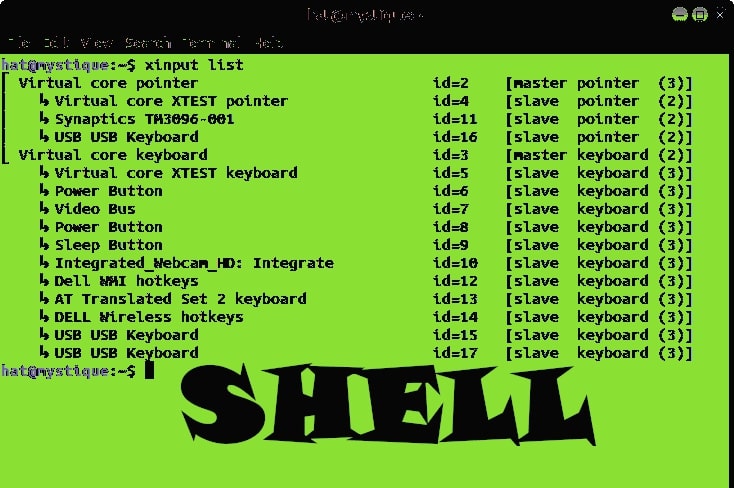 hat@mystique:~
File Edit View Search Terminal Help
hat@mystique:~$ xinput list
⎡ Virtual core pointer id=2 [master pointer (3)]
↳ Virtual core XTEST pointer id=4 [slave pointer (2)]
↳ Synaptics TM3096-001 id=11 [slave pointer (2)]
↳ USB USB Keyboard id=16 [slave pointer (2)]
⎣ Virtual core keyboard id=3 [master keyboard (2)]
↳ Virtual core XTEST keyboard id=5 [slave keyboard (3)]
↳ Power Button id=6 [slave keyboard (3)]
↳ Video Bus id=7 [slave keyboard (3)]
↳ Power Button id=8 [slave keyboard (3)]
↳ Sleep Button id=9 [slave keyboard (3)]
↳ Integrated_Webcam_HD: Integrate id=10 [slave keyboard (3)]
↳ Dell WMI hotkeys id=12 [slave keyboard (3)]
↳ AT Translated Set 2 keyboard id=13 [slave keyboard (3)]
↳ DELL Wireless hotkeys id=14 [slave keyboard (3)]
↳ USB USB Keyboard id=15 [slave keyboard (3)]
↳ USB USB Keyboard id=17 [slave keyboard (3)]
hat@mystique:~$
SHELL